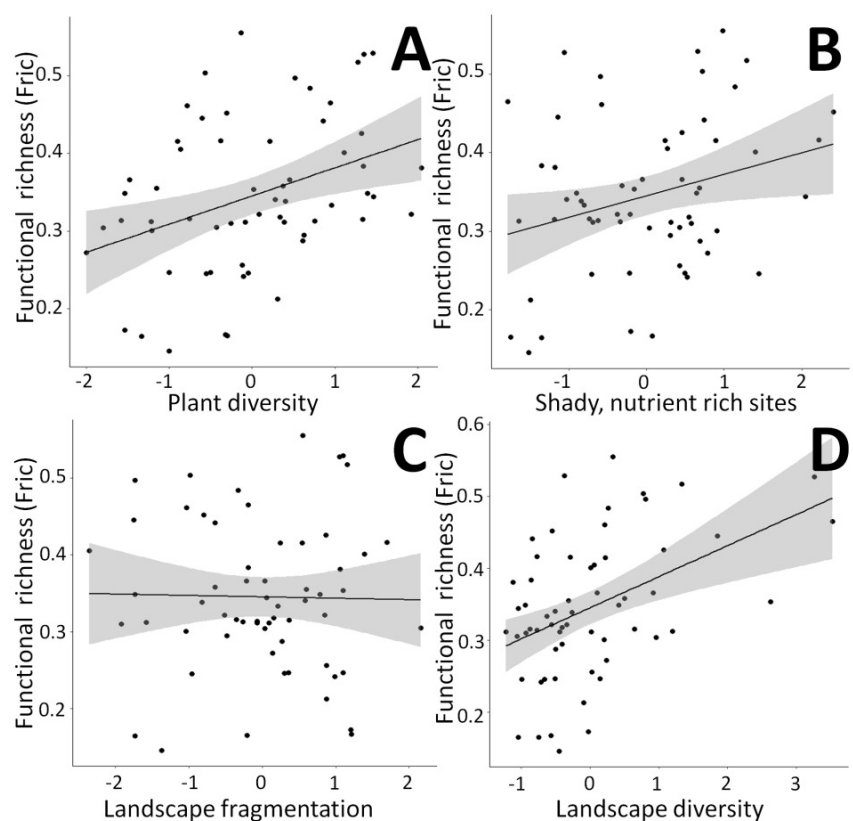 A
Functional richness (Fric)
0.5
0.4
0.3
0.2
-2 -1 0 1 2
Plant diversity
B
Functional richness (Fric)
0.5
0.4
0.3
0.2
-1 0 1 2
Shady, nutrient rich sites
C
Functional richness (Fric)
0.5
0.4
0.3
0.2
-2 -1 0 1 2
Landscape fragmentation
D
Functional richness (Fric)
0.6
0.5
0.4
0.3
0.2
-1 0 1 2 3
Landscape diversity